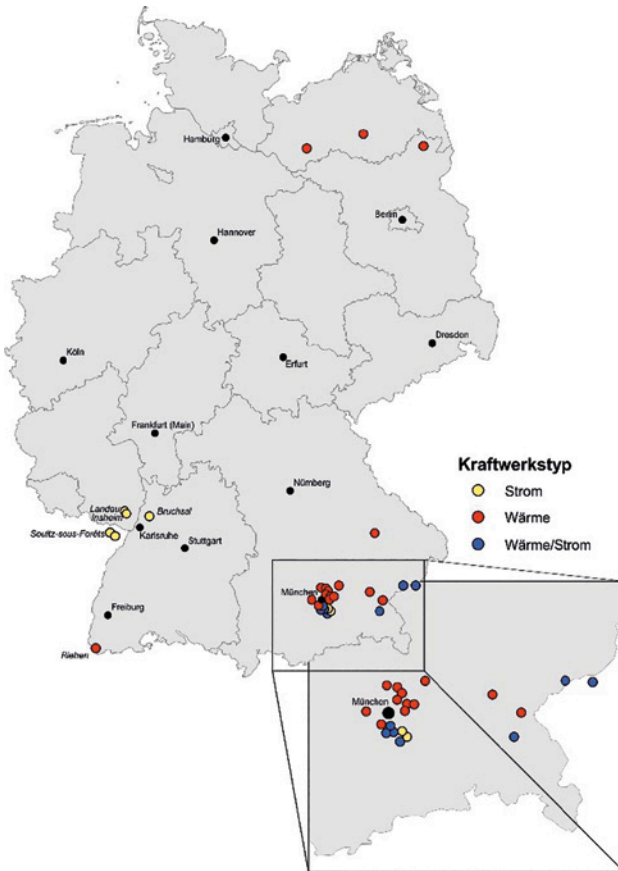 Hamburg
Berlin
Hannover
Köln
Erfurt
Dresden
Frankfurt (Main)
Nürnberg
Kraftwerkstyp
Strom
Wärme
Wärme/Strom
Landau
Insheim
Bruchsal
Soultz-sous-Forêts
Karlsruhe
Stuttgart
München
Freiburg
Riehen
München